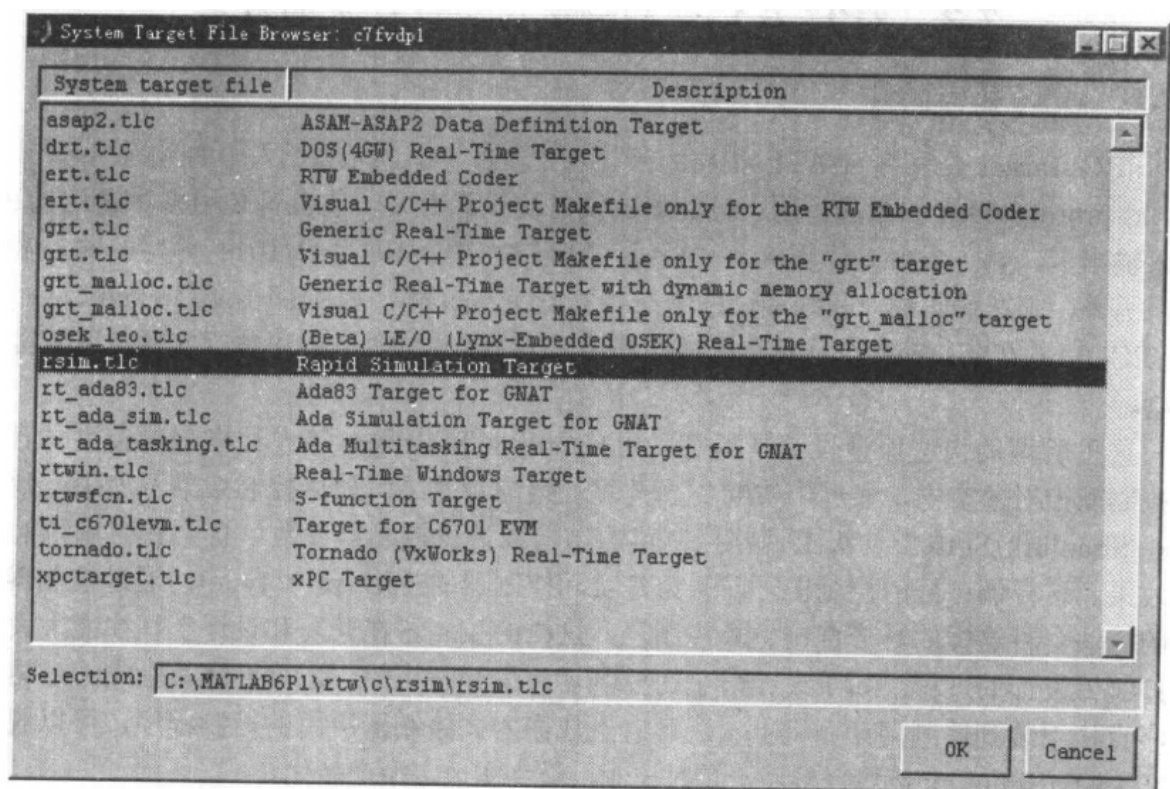 System Target File Browser: c7fvdp1
System target file Description
asap2.tlc ASAM-ASAP2 Data Definition Target
drt.tlc DOS(4GW) Real-Time Target
ert.tlc RTW Embedded Coder
ert.tlc Visual C/C++ Project Makefile only for the RTW Embedded Coder
grt.tlc Generic Real-Time Target
grt.tlc Visual C/C++ Project Makefile only for the "grt" target
grt_malloc.tlc Generic Real-Time Target with dynamic memory allocation
grt_malloc.tlc Visual C/C++ Project Makefile only for the "grt_malloc" target
osek_leo.tlc (Beta) LE/O (Lynx-Embedded OSEK) Real-Time Target
rsim.tlc Rapid Simulation Target
rt_ada83.tlc Ada83 Target for GNAT
rt_ada_sim.tlc Ada Simulation Target for GNAT
rt_ada_tasking.tlc Ada Multitasking Real-Time Target for GNAT
rtwin.tlc Real-Time Windows Target
rtwsfcn.tlc S-function Target
ti_c6701evm.tlc Target for C6701 EVM
tornado.tlc Tornado (VxWorks) Real-Time Target
xpctarget.tlc xPC Target
Selection: C:\MATLAB6P1\rtw\c\rsim\rsim.tlc
OK Cancel